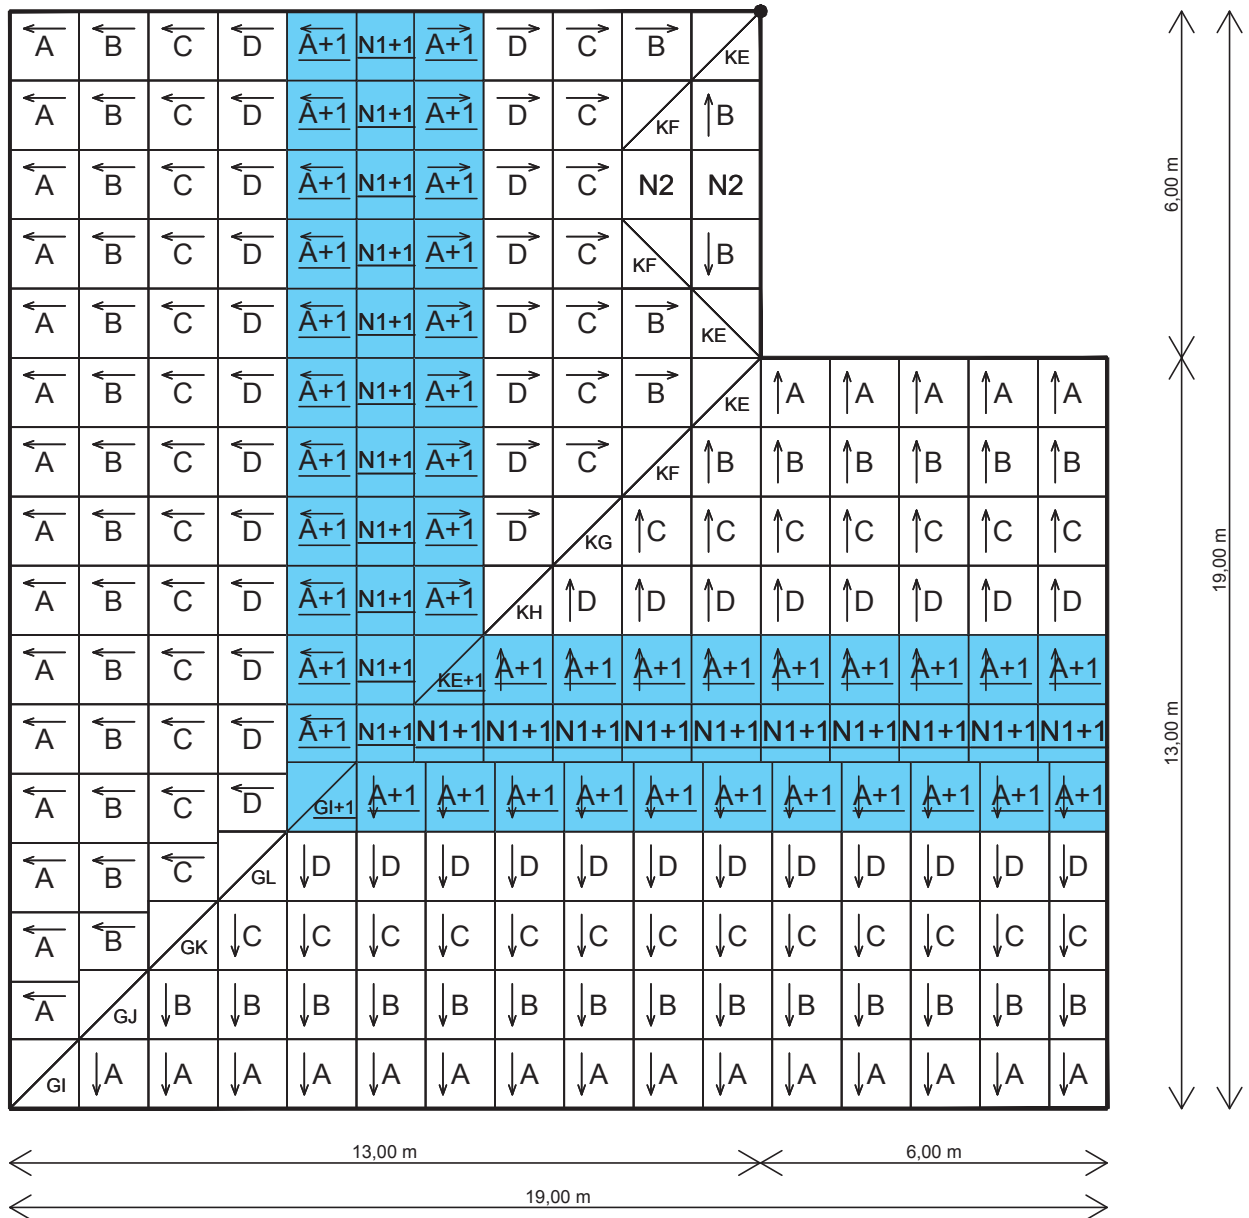 A B C D A+1 N1+1 A+1 D C B KE
A B C D A+1 N1+1 A+1 D C KF B
A B C D A+1 N1+1 A+1 D C N2 N2
A B C D A+1 N1+1 A+1 D C KF B
A B C D A+1 N1+1 A+1 D C B KE
A B C D A+1 N1+1 A+1 D C B KE A A A A A
A B C D A+1 N1+1 A+1 D C KF B B B B B B
A B C D A+1 N1+1 A+1 D KG C C C C C C C
A B C D A+1 N1+1 A+1 KH D D D D D D D D
A B C D A+1 N1+1 KE+1 A+1 A+1 A+1 A+1 A+1 A+1 A+1 A+1 A+1
A B C D A+1 N1+1 N1+1 N1+1 N1+1 N1+1 N1+1 N1+1 N1+1 N1+1 N1+1 N1+1
A B C D GI+1 A+1 A+1 A+1 A+1 A+1 A+1 A+1 A+1 A+1 A+1 A+1
A B C GL D D D D D D D D D D D D
A B GK C C C C C C C C C C C C C
A GJ B B B B B B B B B B B B B B
GI A A A A A A A A A A A A A A A
6,00 m
13,00 m
19,00 m
13,00 m
6,00 m
19,00 m